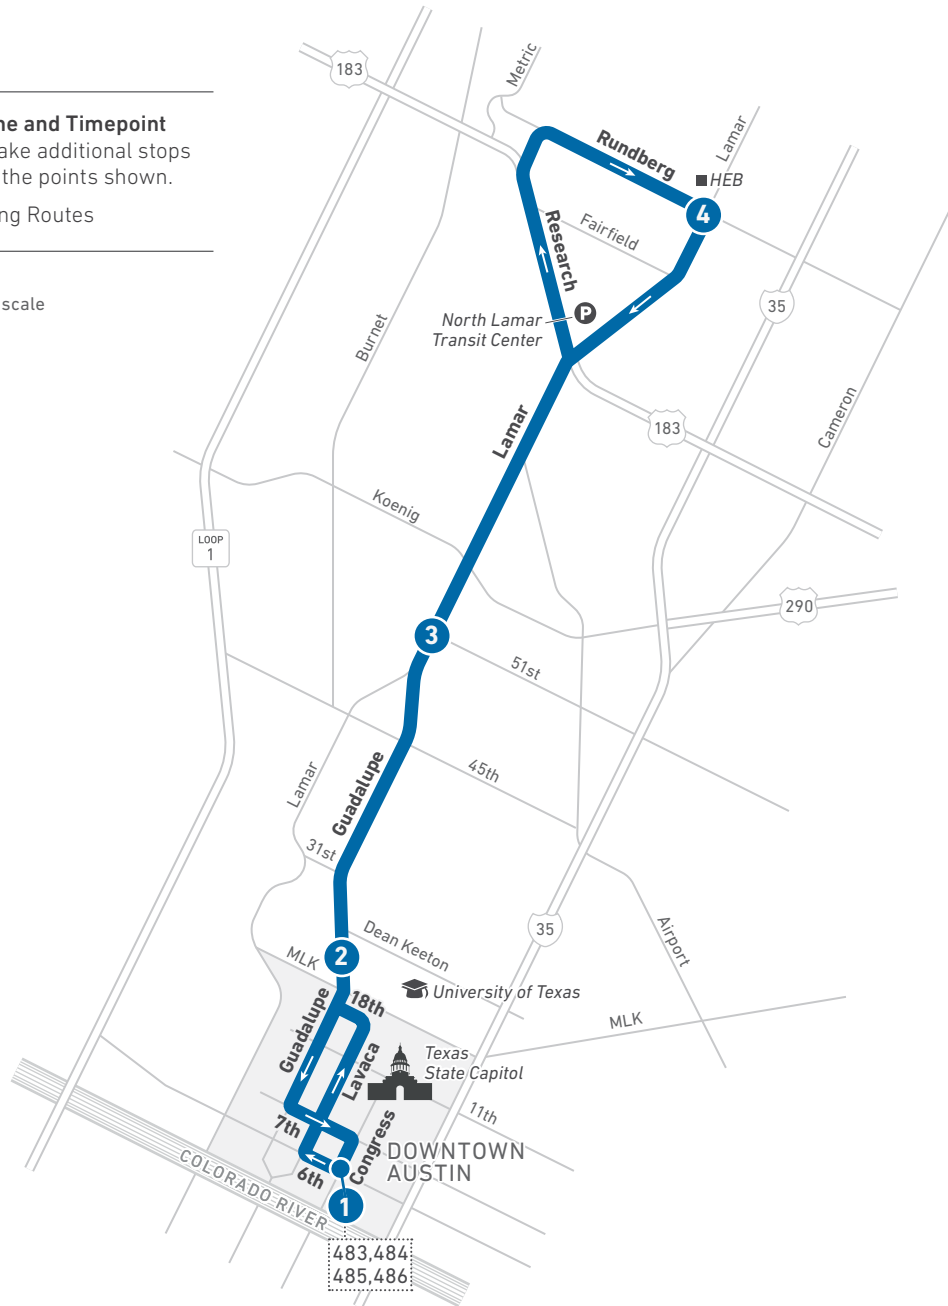 183
Metric
ne and Timepoint
ake additional stops
the points shown.
ng Routes
scale
Rundberg
Lamar
HEB
4
Fairfield
Research
P
North Lamar
Transit Center
35
Burnet
Cameron
183
Lamar
Koenig
LOOP
1
290
3
51st
45th
Lamar
Guadalupe
31st
Dean Keeton
35
Airport
2
MLK
University of Texas
18th
MLK
Guadalupe
Lavaca
Texas
State Capitol
11th
7th
Congress
DOWNTOWN
AUSTIN
6th
COLORADO RIVER
1
483,484
485,486